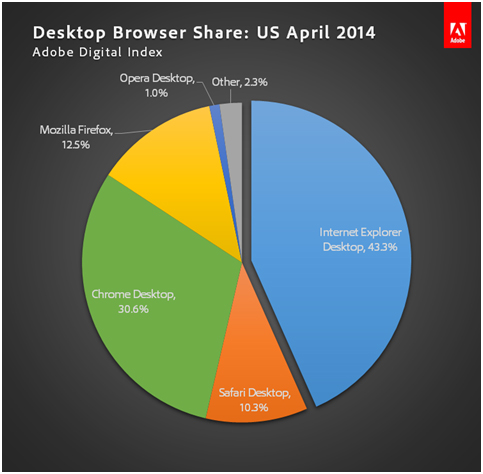 Desktop Browser Share: US April 2014
Adobe Digital Index
Adobe
Opera Desktop,
1.0%
Other, 2.3%
Mozilla Firefox,
12.5%
Internet Explorer
Desktop, 43.3%
Chrome Desktop,
30.6%
Safari Desktop,
10.3%